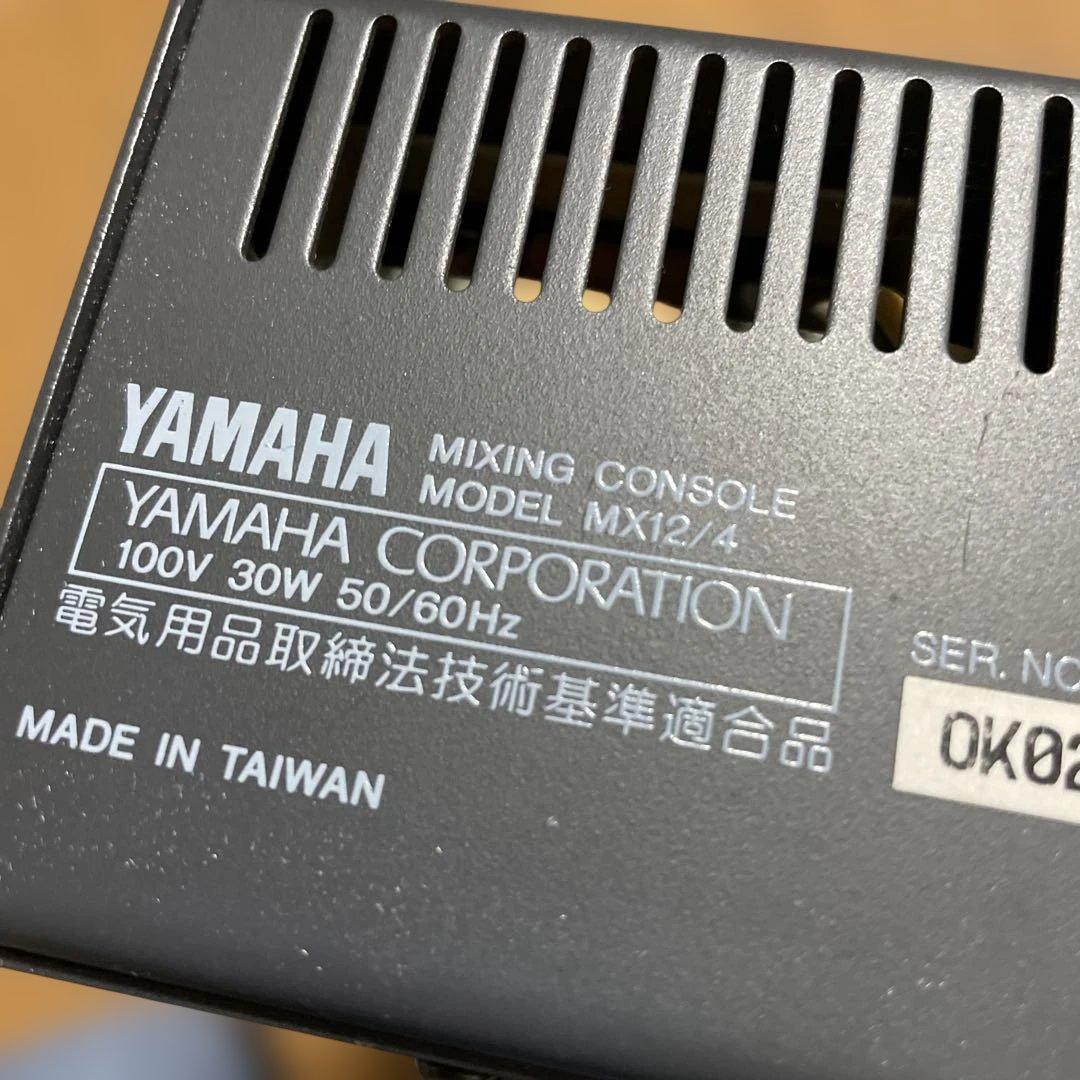 YAMAHA MIXING CONSOLE
MODEL MX12/4
YAMAHA CORPORATION
100V 30W 50/60Hz
電気用品取締法技術基準適合品
MADE IN TAIWAN
SER. NO
OK02